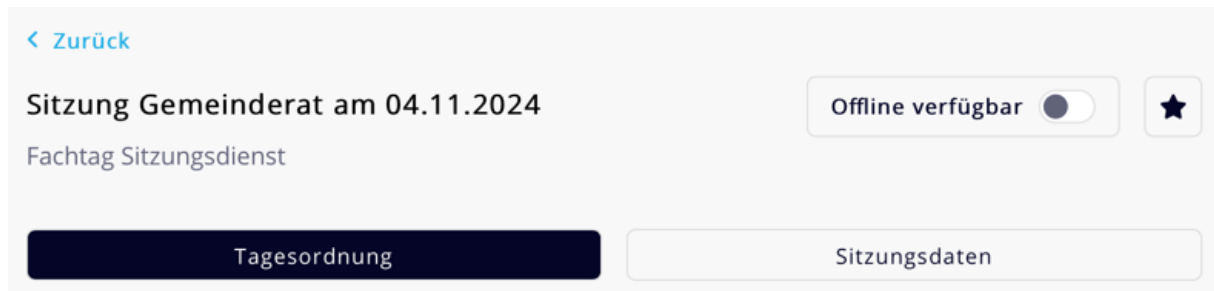 Zurück
Sitzung Gemeinderat am 04.11.2024
Offline verfügbar
Fachtag Sitzungsdienst
Tagesordnung
Sitzungsdaten